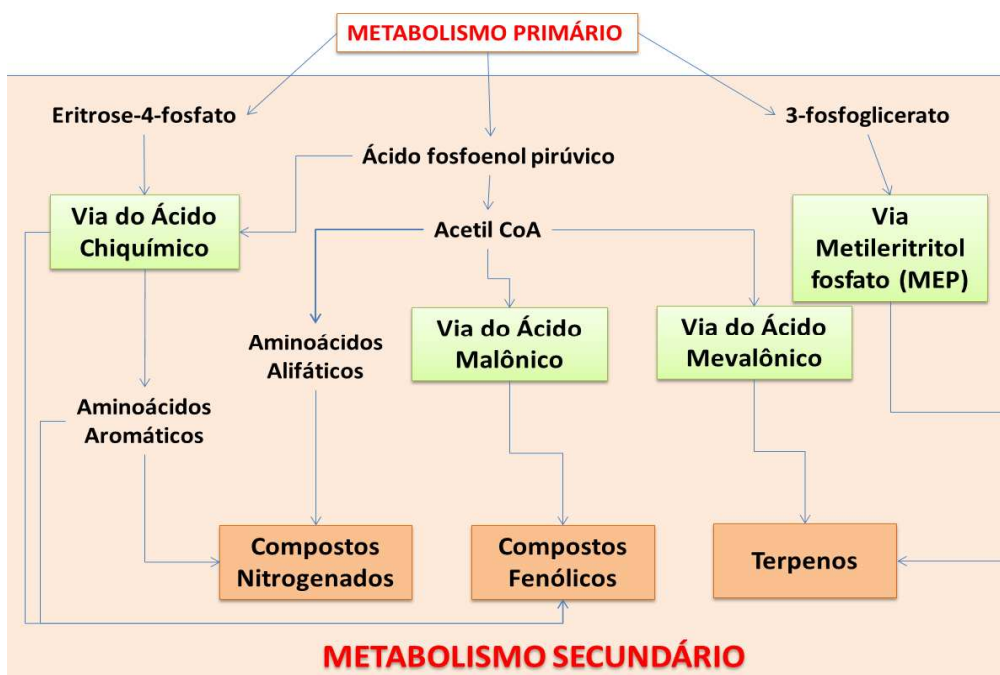 METABOLISMO PRIMÁRIO
Eritrose-4-fosfato
3-fosfoglicerato
Ácido fosfoenol pirúvico
Via do Ácido
Chiquímico
Acetil CoA
Via
Metileritritol
fosfato (MEP)
Aminoácidos
Alifáticos
Via do Ácido
Malônico
Via do Ácido
Mevalônico
Aminoácidos
Aromáticos
Compostos
Nitrogenados
Compostos
Fenólicos
Terpenos
METABOLISMO SECUNDÁRIO